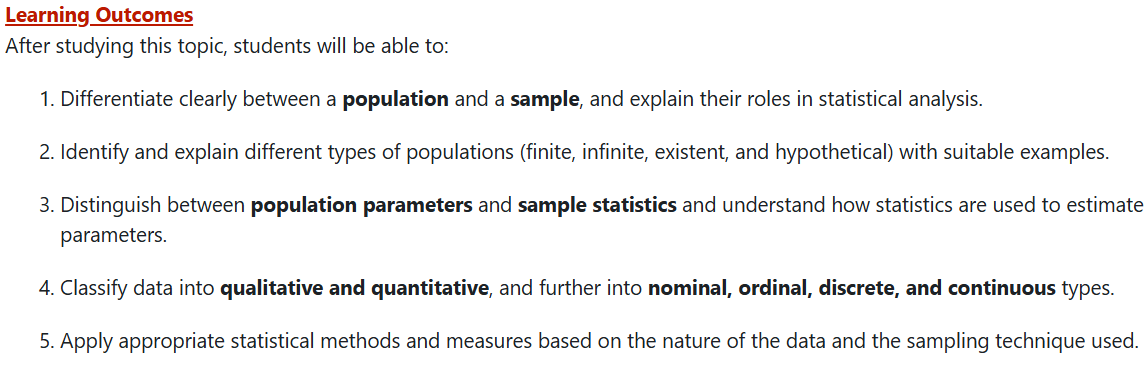 Learning Outcomes
After studying this topic, students will be able to:
1. Differentiate clearly between a population and a sample, and explain their roles in statistical analysis.
2. Identify and explain different types of populations (finite, infinite, existent, and hypothetical) with suitable examples.
3. Distinguish between population parameters and sample statistics and understand how statistics are used to estimate
parameters.
4. Classify data into qualitative and quantitative, and further into nominal, ordinal, discrete, and continuous types.
5. Apply appropriate statistical methods and measures based on the nature of the data and the sampling technique used.